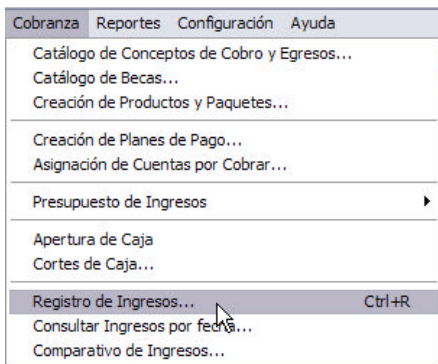 Cobranza Reportes Configuración Ayuda
Catálogo de Conceptos de Cobro y Egresos...
Catálogo de Becas...
Creación de Productos y Paquetes...
Creación de Planes de Pago...
Asignación de Cuentas por Cobrar...
Presupuesto de Ingresos
Apertura de Caja
Cortes de Caja...
Registro de Ingresos... Ctrl+R
Consultar Ingresos por fecha...
Comparativo de Ingresos...